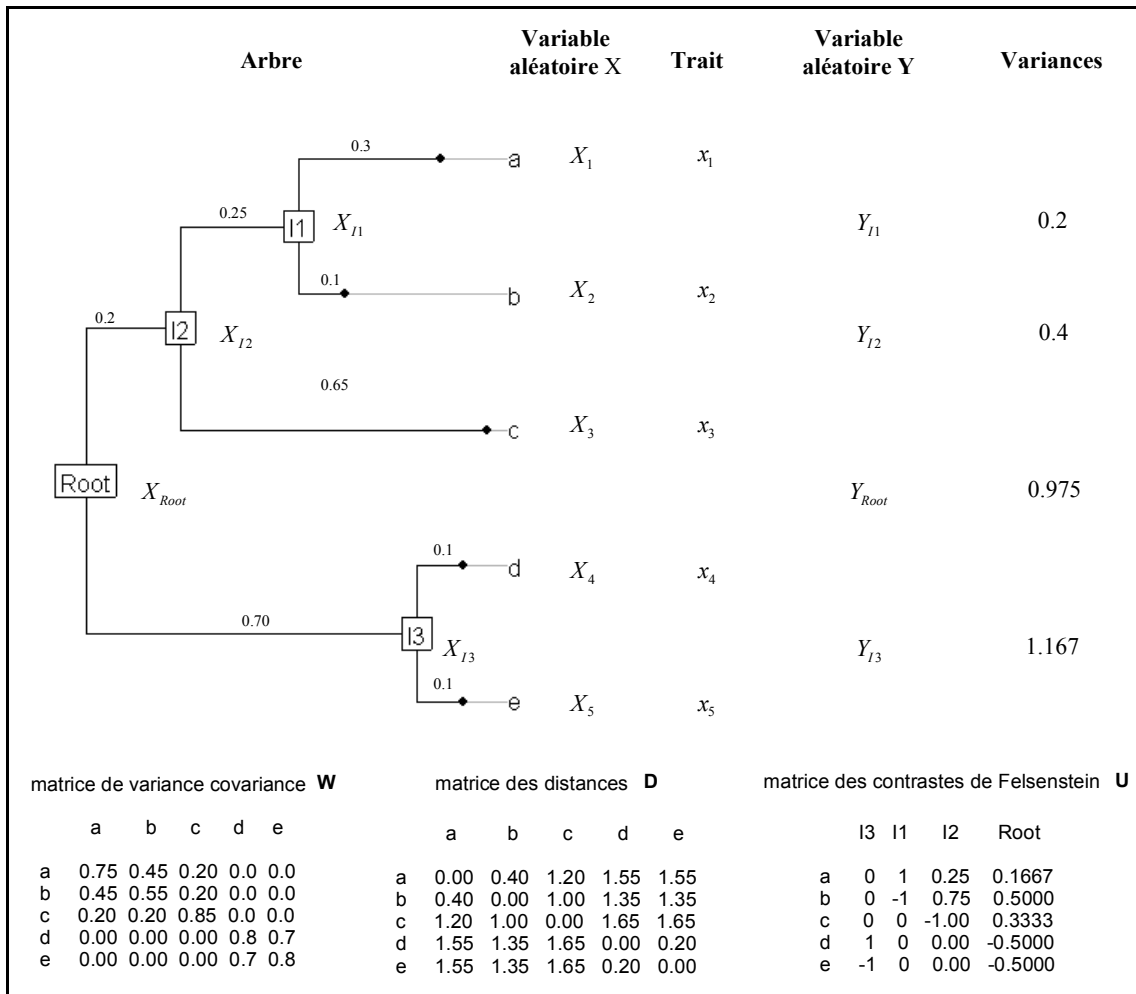 Arbre Variable aléatoire X Trait Variable aléatoire Y Variances
0.3
a X1 x1
0.25
I1 XI1 YI1 0.2
0.1
b X2 x2
0.2
I2 XI2 YI2 0.4
0.65
c X3 x3
Root XRoot YRoot 0.975
0.1
d X4 x4
0.70
I3 XI3 YI3 1.167
0.1
e X5 x5
matrice de variance covariance W
a b c d e
a 0.75 0.45 0.20 0.0 0.0
b 0.45 0.55 0.20 0.0 0.0
c 0.20 0.20 0.85 0.0 0.0
d 0.00 0.00 0.00 0.8 0.7
e 0.00 0.00 0.00 0.7 0.8
matrice des distances D
a b c d e
a 0.00 0.40 1.20 1.55 1.55
b 0.40 0.00 1.00 1.35 1.35
c 1.20 1.00 0.00 1.65 1.65
d 1.55 1.35 1.65 0.00 0.20
e 1.55 1.35 1.65 0.20 0.00
matrice des contrastes de Felsenstein U
I3 I1 I2 Root
a 0 1 0.25 0.1667
b 0 -1 0.75 0.5000
c 0 0 -1.00 0.3333
d 1 0 0.00 -0.5000
e -1 0 0.00 -0.5000